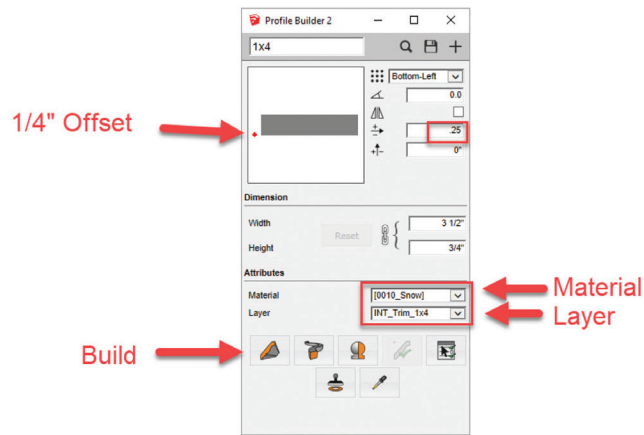 Profile Builder 2
1x4
Bottom-Left
0.0
1/4" Offset
.25
0"
Dimension
Width
3 1/2"
Reset
Height
3/4"
Attributes
Material
[0010_Snow]
Material
Layer
INT_Trim_1x4
Layer
Build